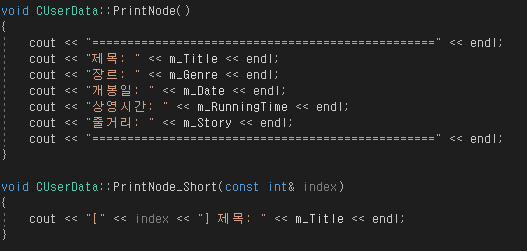 void CUserData::PrintNode()
{
cout << "=================================================" << endl;
cout << "제목: " << m_Title << endl;
cout << "장르: " << m_Genre << endl;
cout << "개봉일: " << m_Date << endl;
cout << "상영시간: " << m_RunningTime << endl;
cout << "줄거리: " << m_Story << endl;
cout << "=================================================" << endl;
}
void CUserData::PrintNode_Short(const int& index)
{
cout << "[" << index << "] 제목: " << m_Title << endl;
}